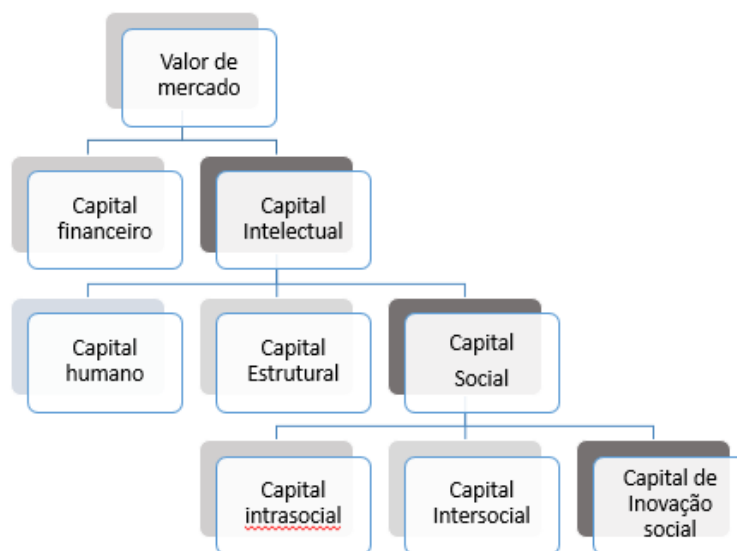 Valor de
mercado
Capital
financeiro
Capital
Intelectual
Capital
humano
Capital
Estrutural
Capital
Social
Capital
intrasocial
Capital
Intersocial
Capital de
Inovação
social